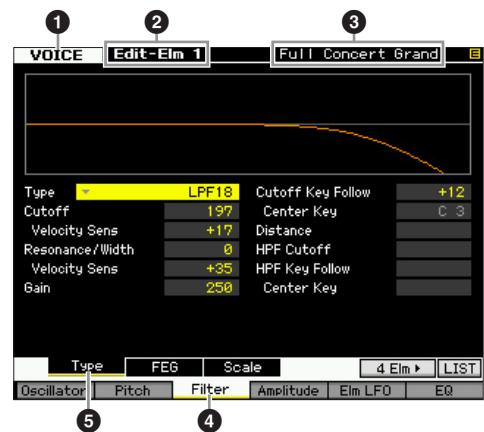 1 2 3
VOICE Edit-Elm 1 Full Concert Grand E
Type LPF18 Cutoff Key Follow +12
Cutoff 197 Center Key C 3
Velocity Sens +17 Distance
Resonance/Width 0 HPF Cutoff
Velocity Sens +35 HPF Key Follow
Gain 250 Center Key
Type FEG Scale 4 Elm LIST
Oscillator Pitch Filter Amplitude Elm LFO EQ
5 4